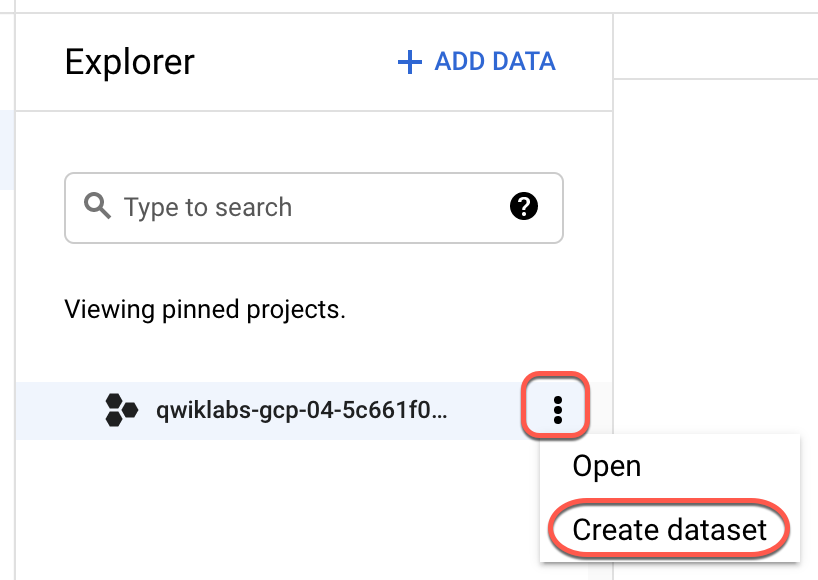 Explorer
+ ADD DATA
Type to search
?
Viewing pinned projects.
qwiklabs-gcp-04-5c661f0...
Open
Create dataset